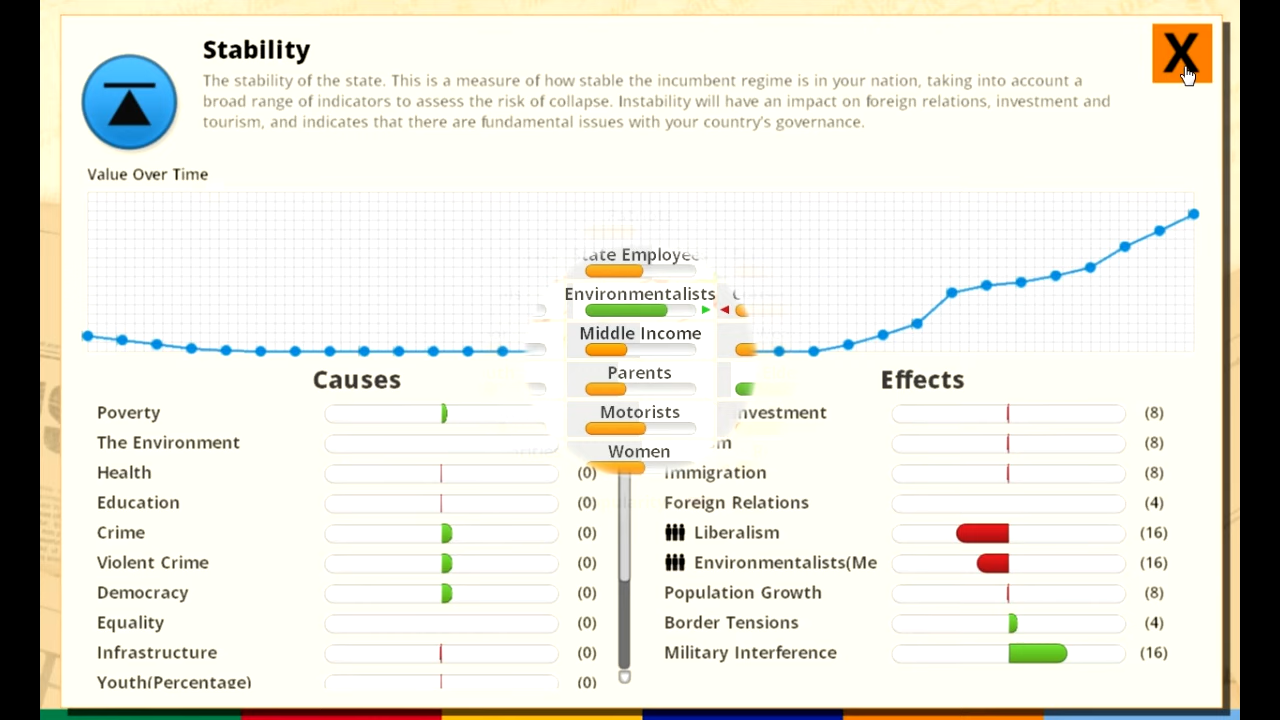 Stability
X
The stability of the state. This is a measure of how stable the incumbent regime is in your nation, taking into account a
broad range of indicators to assess the risk of collapse. Instability will have an impact on foreign relations, investment and
tourism, and indicates that there are fundamental issues with your country's governance.
Value Over Time
Environmentalists
Middle Income
Parents
Motorists
Women
Causes
Poverty
The Environment
Health (0)
Education (0)
Crime (0)
Violent Crime (0)
Democracy (0)
Equality (0)
Infrastructure (0)
Youth(Percentage) (0)
Effects
(8)
(8)
Immigration (8)
Foreign Relations (4)
Liberalism (16)
Environmentalists(Me (16)
Population Growth (8)
Border Tensions (4)
Military Interference (16)